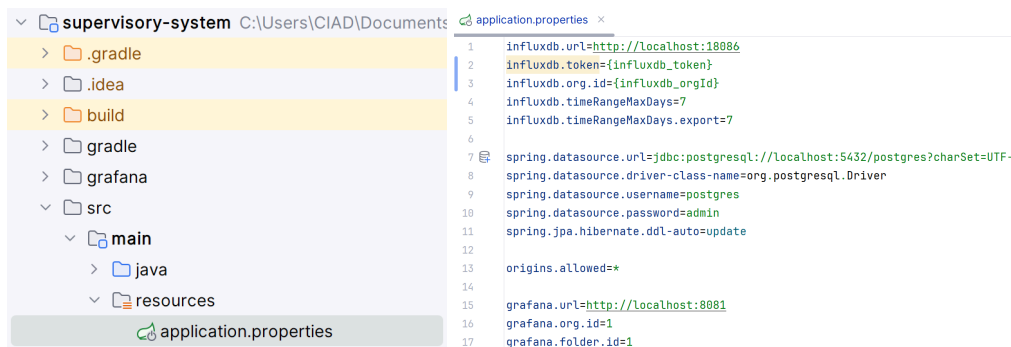 supervisory-system C:\Users\CIAD\Documents
.gradle
.idea
build
gradle
grafana
src
main
java
resources
application.properties
application.properties ×
1 influxdb.url=http://localhost:18086
2 influxdb.token={influxdb_token}
3 influxdb.org.id={influxdb_orgId}
4 influxdb.timeRangeMaxDays=7
5 influxdb.timeRangeMaxDays.export=7
6
7 spring.datasource.url=jdbc:postgresql://localhost:5432/postgres?charSet=UTF-
8 spring.datasource.driver-class-name=org.postgresql.Driver
9 spring.datasource.username=postgres
10 spring.datasource.password=admin
11 spring.jpa.hibernate.ddl-auto=update
12
13 origins.allowed=*
14
15 grafana.url=http://localhost:8081
16 grafana.org.id=1
17 grafana.folder.id=1